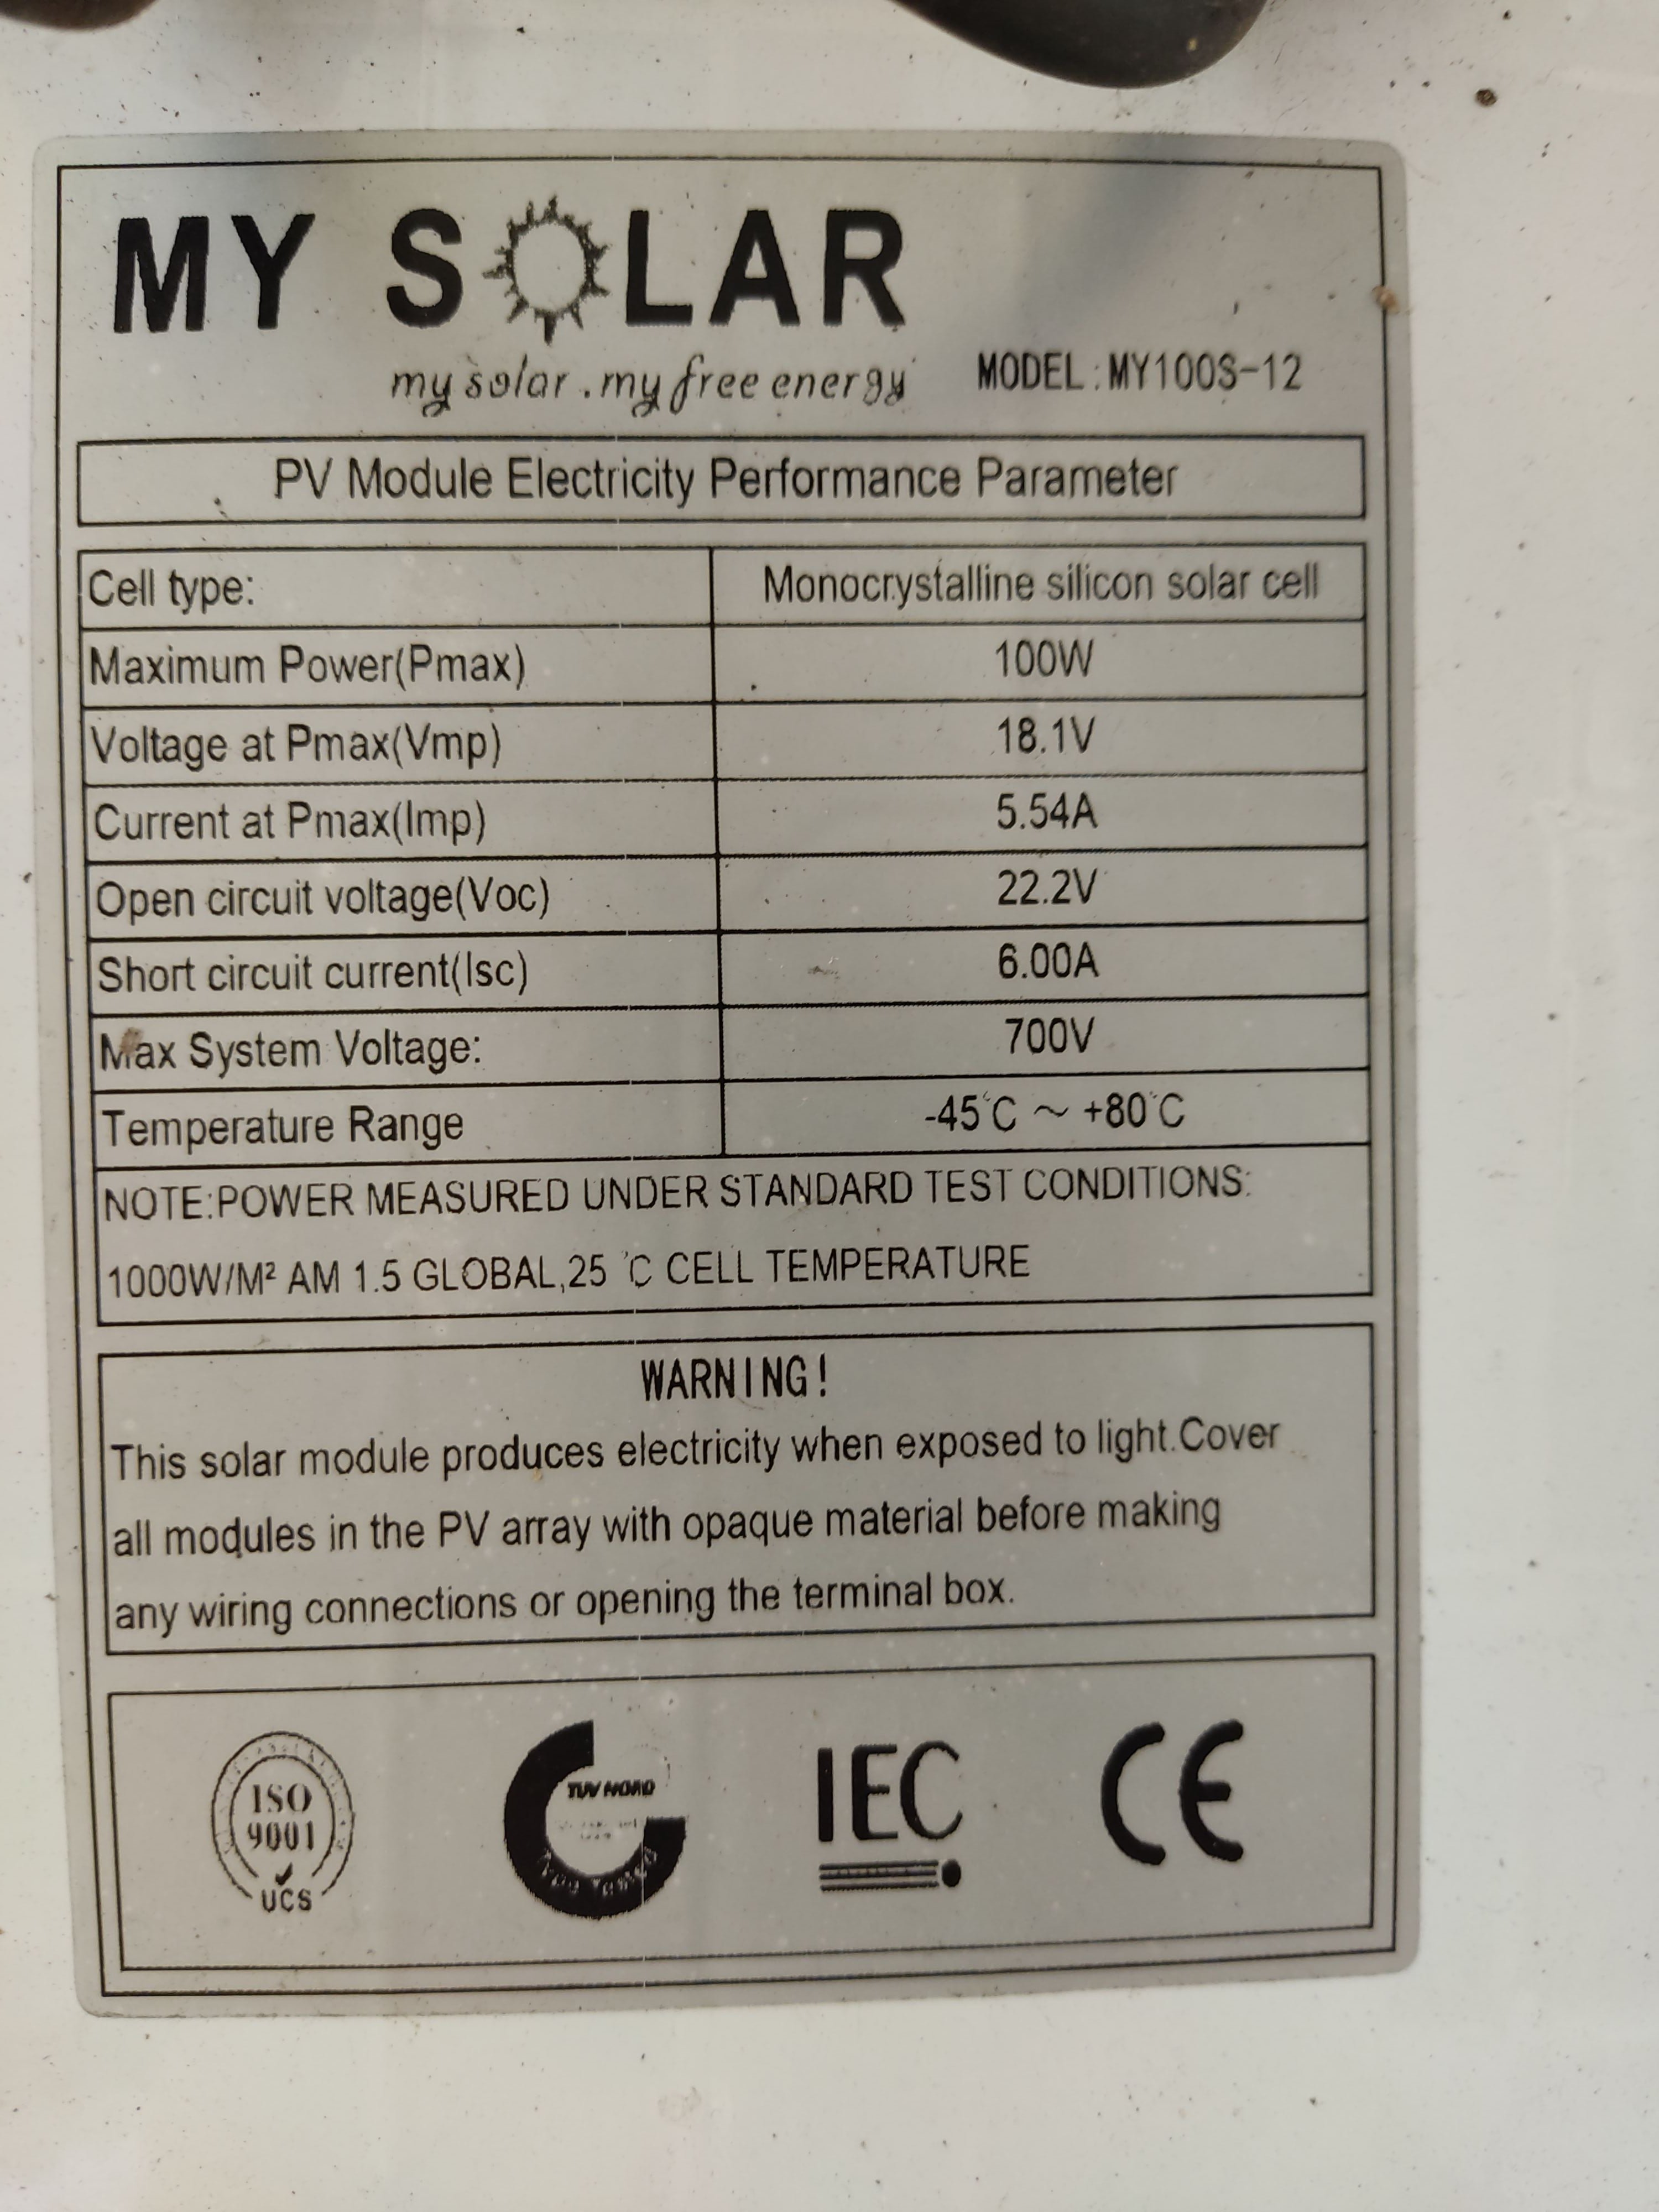 MY SOLAR
my solar . my free energy
MODEL:MY100S-12
PV Module Electricity Performance Parameter
Cell type: Monocrystalline silicon solar cell
Maximum Power(Pmax) 100W
Voltage at Pmax(Vmp) 18.1V
Current at Pmax(Imp) 5.54A
Open circuit voltage(Voc) 22.2V
Short circuit current(Isc) 6.00A
Max System Voltage: 700V
Temperature Range -45°C ~ +80°C
NOTE:POWER MEASURED UNDER STANDARD TEST CONDITIONS:
1000W/M² AM 1.5 GLOBAL,25 °C CELL TEMPERATURE
WARNING!
This solar module produces electricity when exposed to light.Cover
all modules in the PV array with opaque material before making
any wiring connections or opening the terminal box.
ISO
9001
UCS
TUV NORD
Type Tested
IEC
CE